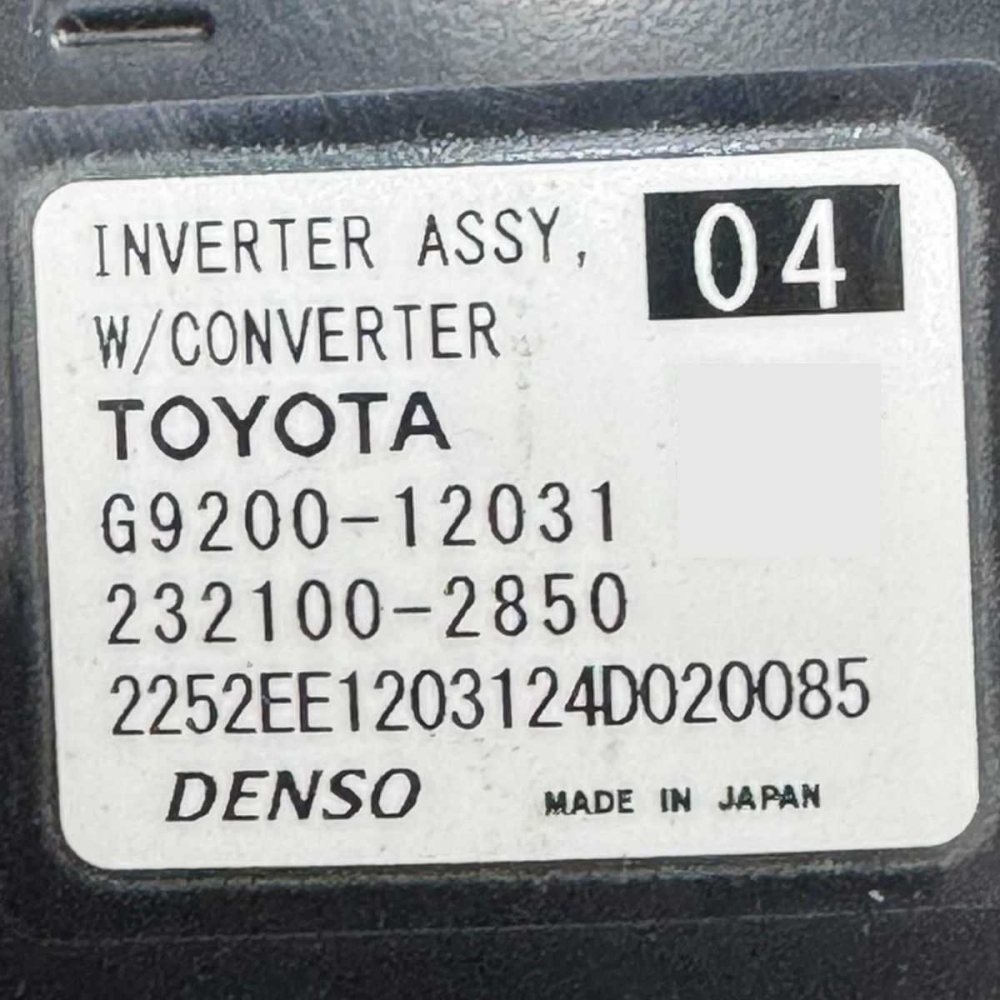 INVERTER ASSY, 04
W/CONVERTER
TOYOTA
G9200-12031
232100-2850
2252EE1203124D020085
DENSO MADE IN JAPAN